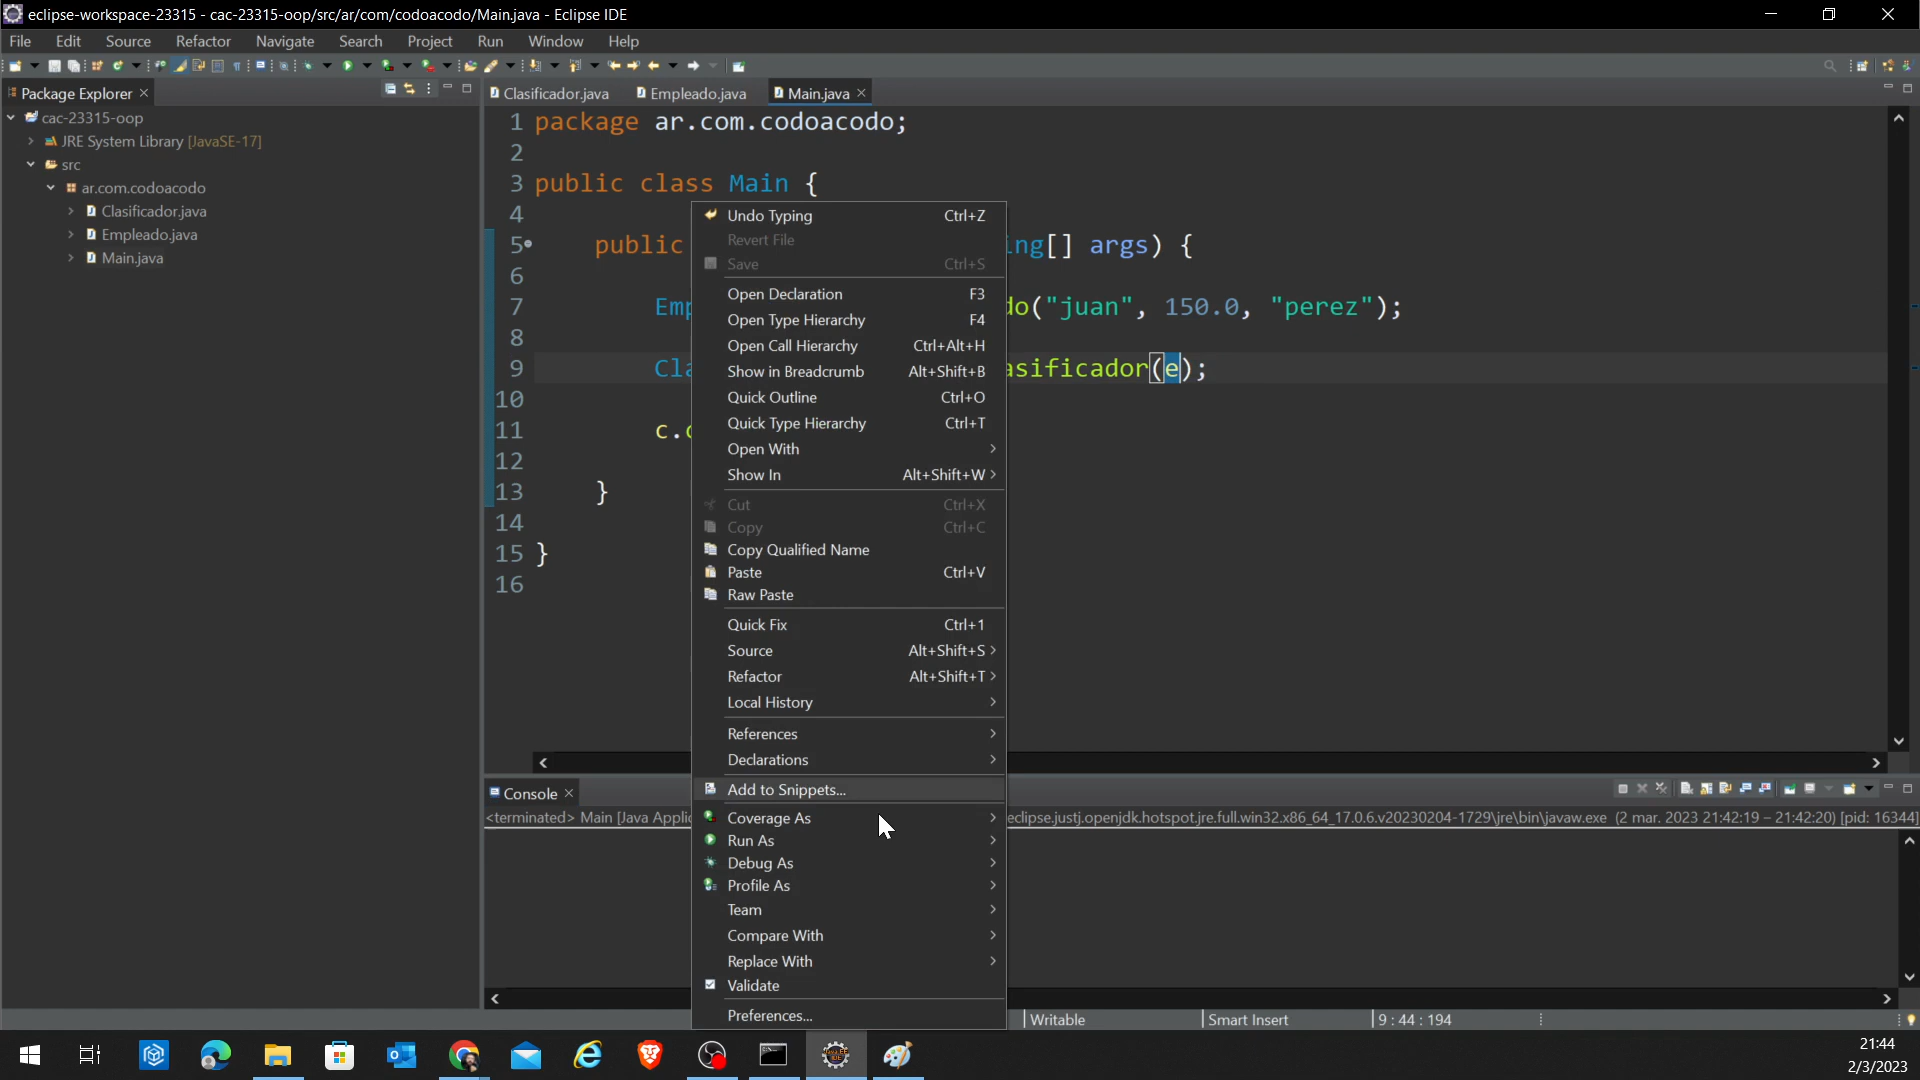 eclipse-workspace-23315 - cac-23315-oop/src/ar/com/codoacodo/Main.java - Eclipse IDE
File Edit Source Refactor Navigate Search Project Run Window Help
Package Explorer
cac-23315-oop
JRE System Library [JavaSE-17]
src
ar.com.codoacodo
Clasificador.java
Empleado.java
Main.java
Clasificador.java Empleado.java Main.java
1 package ar.com.codoacodo;
2
3 public class Main {
4
5 public ing[] args) {
6
7 Emp do("juan", 150.0, "perez");
8
9 Cla asificador(e);
10
11 c.c
12
13 }
14
15 }
16
Undo Typing Ctrl+Z
Revert File
Save Ctrl+S
Open Declaration F3
Open Type Hierarchy F4
Open Call Hierarchy Ctrl+Alt+H
Show in Breadcrumb Alt+Shift+B
Quick Outline Ctrl+O
Quick Type Hierarchy Ctrl+T
Open With
Show In Alt+Shift+W
Cut Ctrl+X
Copy Ctrl+C
Copy Qualified Name
Paste Ctrl+V
Raw Paste
Quick Fix Ctrl+1
Source Alt+Shift+S
Refactor Alt+Shift+T
Local History
References
Declarations
Add to Snippets...
Coverage As
Run As
Debug As
Profile As
Team
Compare With
Replace With
Validate
Preferences...
Console
<terminated> Main [Java Applic eclipse.justj.openjdk.hotspot.jre.full.win32.x86_64_17.0.6.v20230204-1729\jre\bin\javaw.exe (2 mar. 2023 21:42:19 – 21:42:20) [pid: 16344]
Writable Smart Insert 9 : 44 : 194
21:44
2/3/2023